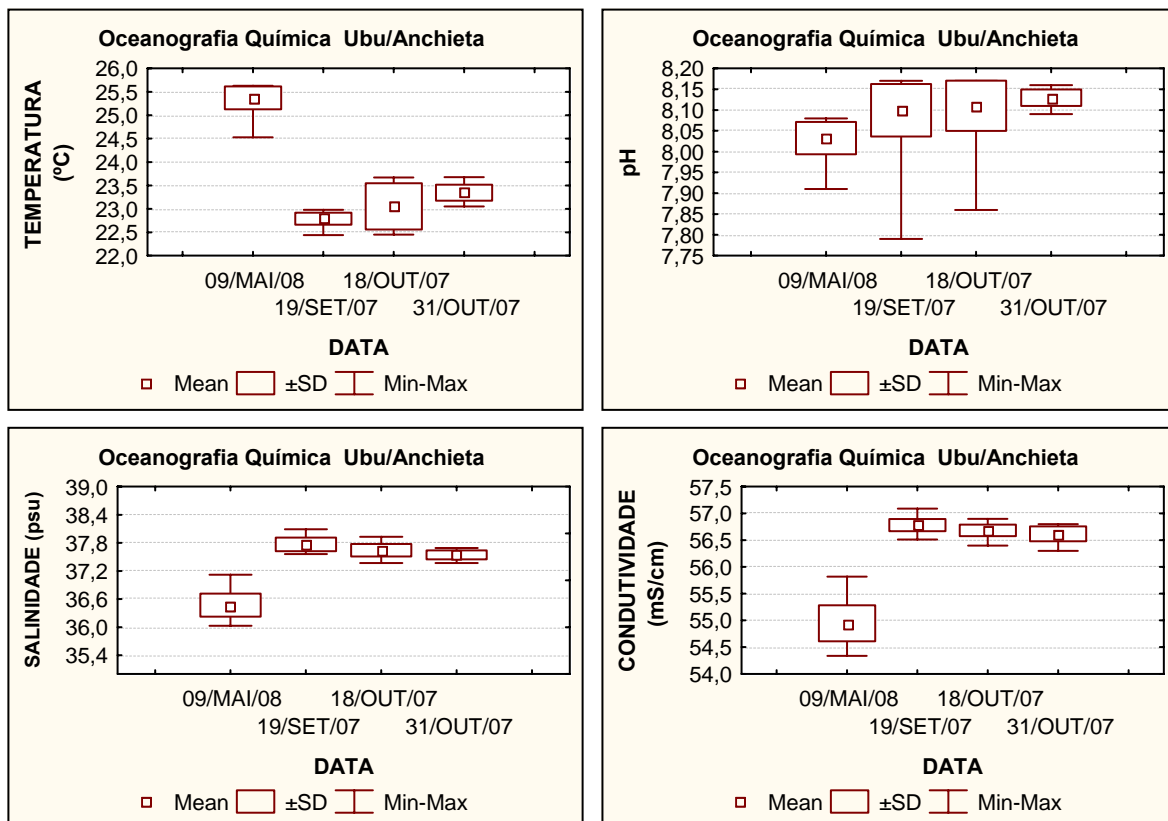 Oceanografia Química Ubu/Anchieta
TEMPERATURA
(ºC)
26,0
25,5
25,0
24,5
24,0
23,5
23,0
22,5
22,0
09/MAI/08
18/OUT/07
19/SET/07
31/OUT/07
DATA
Mean
±SD
Min-Max
Oceanografia Química Ubu/Anchieta
pH
8,20
8,15
8,10
8,05
8,00
7,95
7,90
7,85
7,80
7,75
09/MAI/08
18/OUT/07
19/SET/07
31/OUT/07
DATA
Mean
±SD
Min-Max
Oceanografia Química Ubu/Anchieta
SALINIDADE (psu)
39,0
38,4
37,8
37,2
36,6
36,0
35,4
09/MAI/08
18/OUT/07
19/SET/07
31/OUT/07
DATA
Mean
±SD
Min-Max
Oceanografia Química Ubu/Anchieta
CONDUTIVIDADE
(mS/cm)
57,5
57,0
56,5
56,0
55,5
55,0
54,5
54,0
09/MAI/08
18/OUT/07
19/SET/07
31/OUT/07
DATA
Mean
±SD
Min-Max